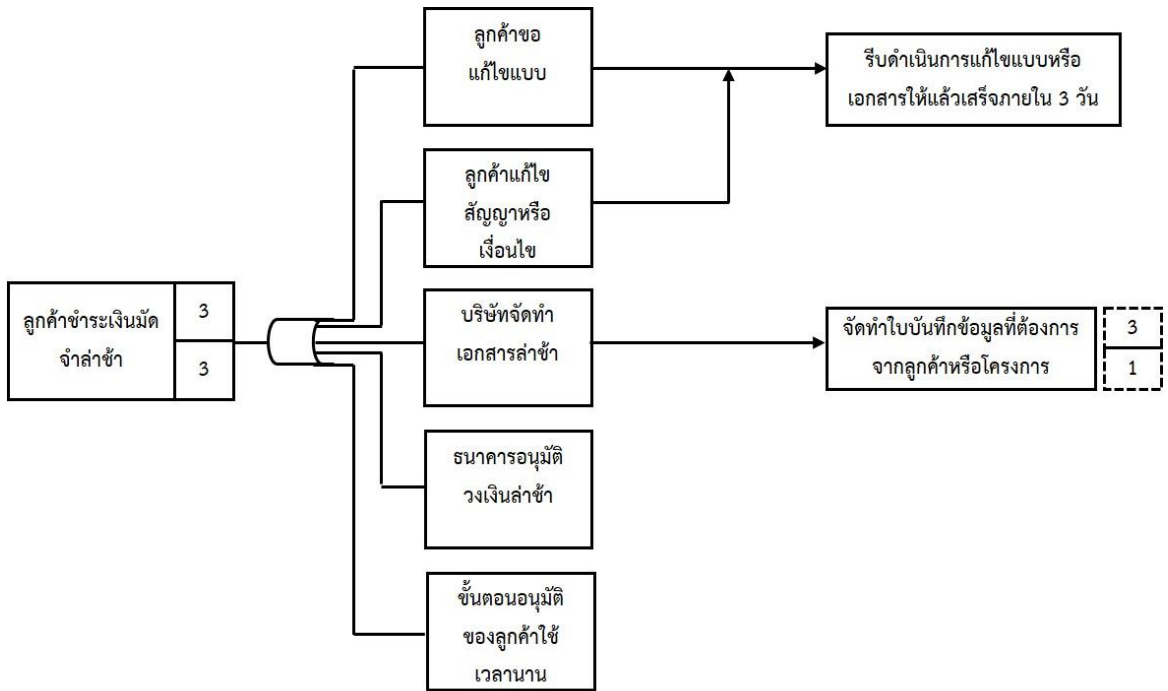 ลูกค้าขอ
แก้ไขแบบ
รีบดำเนินการแก้ไขแบบหรือ
เอกสารให้แล้วเสร็จภายใน 3 วัน
ลูกค้าแก้ไข
สัญญาหรือ
เงื่อนไข
ลูกค้าชำระเงินมัด
จำล่าช้า
3
3
บริษัทจัดทำ
เอกสารล่าช้า
จัดทำใบบันทึกข้อมูลที่ต้องการ
จากลูกค้าหรือโครงการ
3
1
ธนาคารอนุมัติ
วงเงินล่าช้า
ขั้นตอนอนุมัติ
ของลูกค้าใช้
เวลานาน